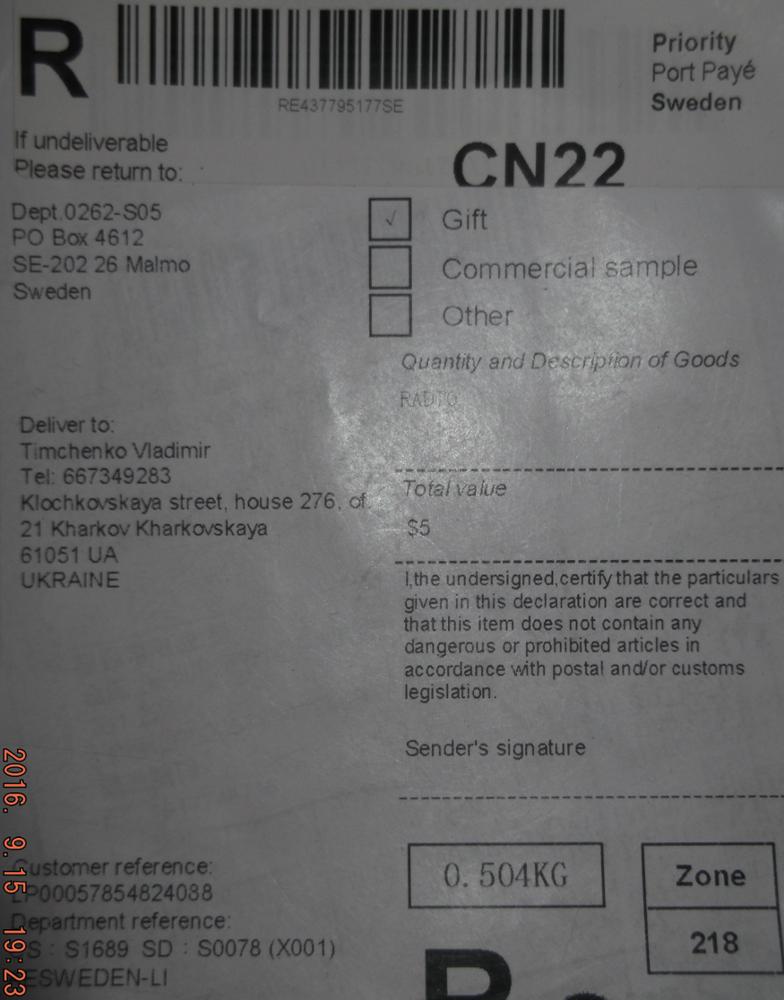 R
RE437795177SE
Priority
Port Payé
Sweden
If undeliverable
Please return to:
CN22
Dept.0262-S05
PO Box 4612
SE-202 26 Malmo
Sweden
√ Gift
Commercial sample
Other
Quantity and Description of Goods
RADIO
Deliver to:
Timchenko Vladimir
Tel: 667349283
Klochkovskaya street, house 276, of.
21 Kharkov Kharkovskaya
61051 UA
UKRAINE
Total value
$5
I,the undersigned,certify that the particulars
given in this declaration are correct and
that this item does not contain any
dangerous or prohibited articles in
accordance with postal and/or customs
legislation.
Sender's signature
Customer reference:
LP00057854824088
Department reference:
S : S1689 SD : S0078 (X001)
ESWEDEN-LI
0.504KG
Zone
218
2016. 9.15 19:23